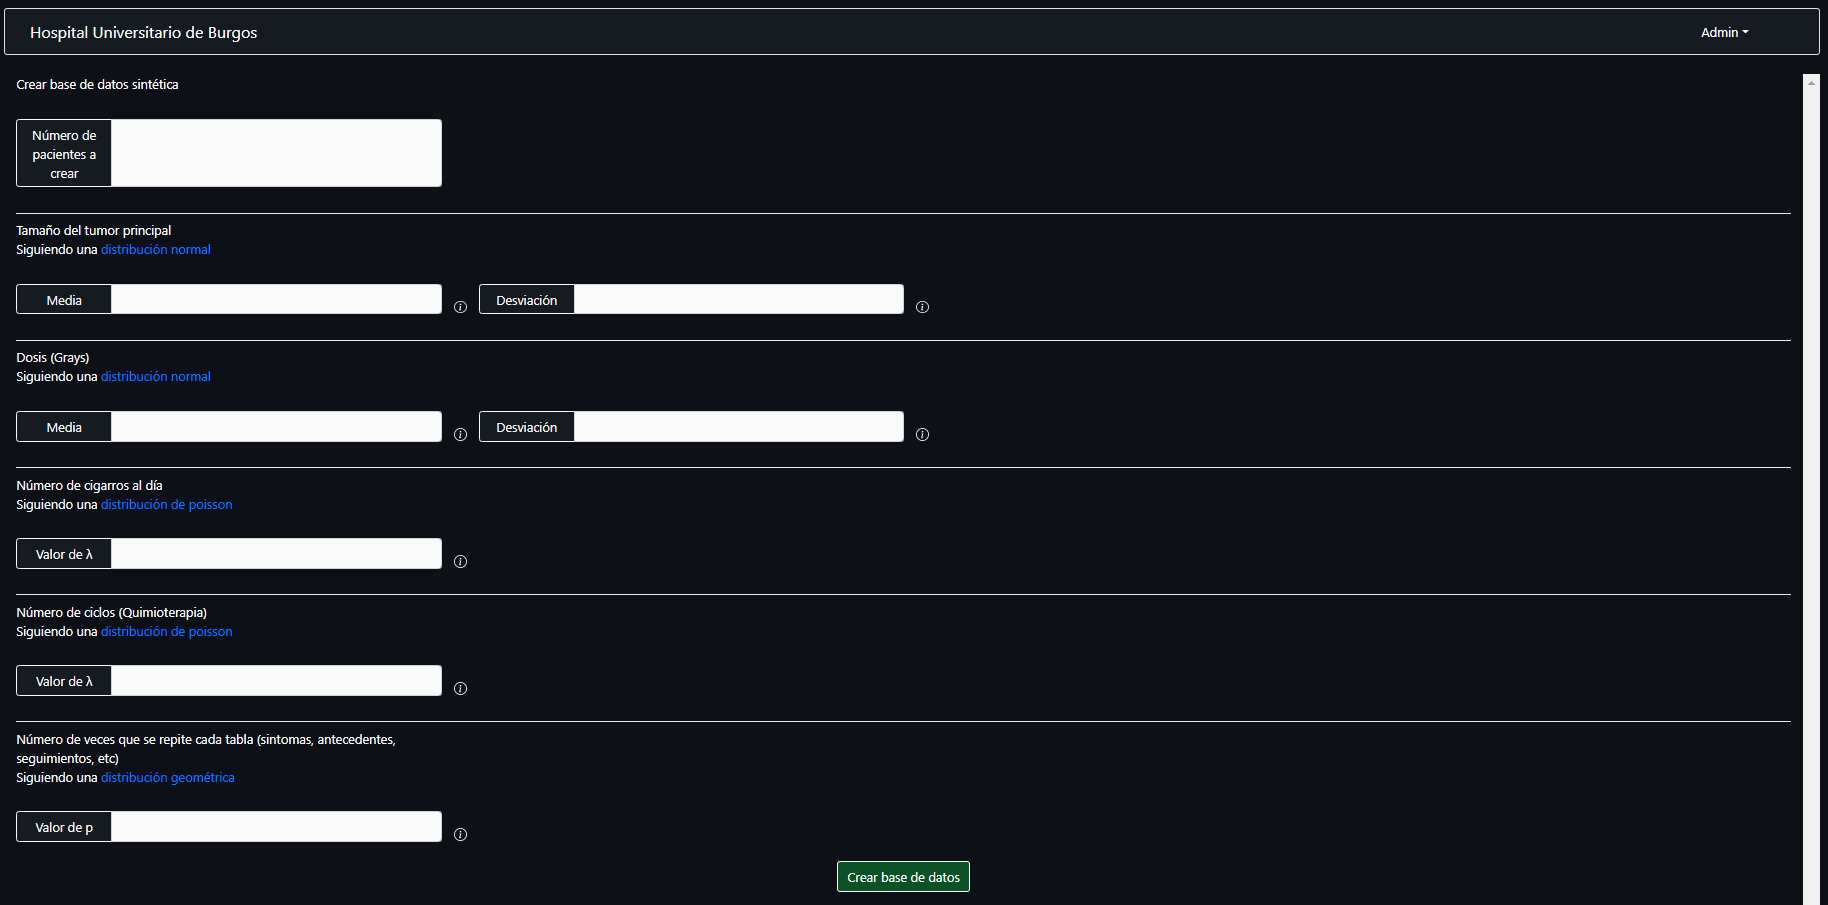 Hospital Universitario de Burgos
Admin
Crear base de datos sintética
Número de
pacientes a
crear
Tamaño del tumor principal
Siguiendo una distribución normal
Media
Desviación
Dosis (Grays)
Siguiendo una distribución normal
Media
Desviación
Número de cigarros al día
Siguiendo una distribución de poisson
Valor de λ
Número de ciclos (Quimioterapia)
Siguiendo una distribución de poisson
Valor de λ
Número de veces que se repite cada tabla (sintomas, antecedentes,
seguimientos, etc)
Siguiendo una distribución geométrica
Valor de p
Crear base de datos